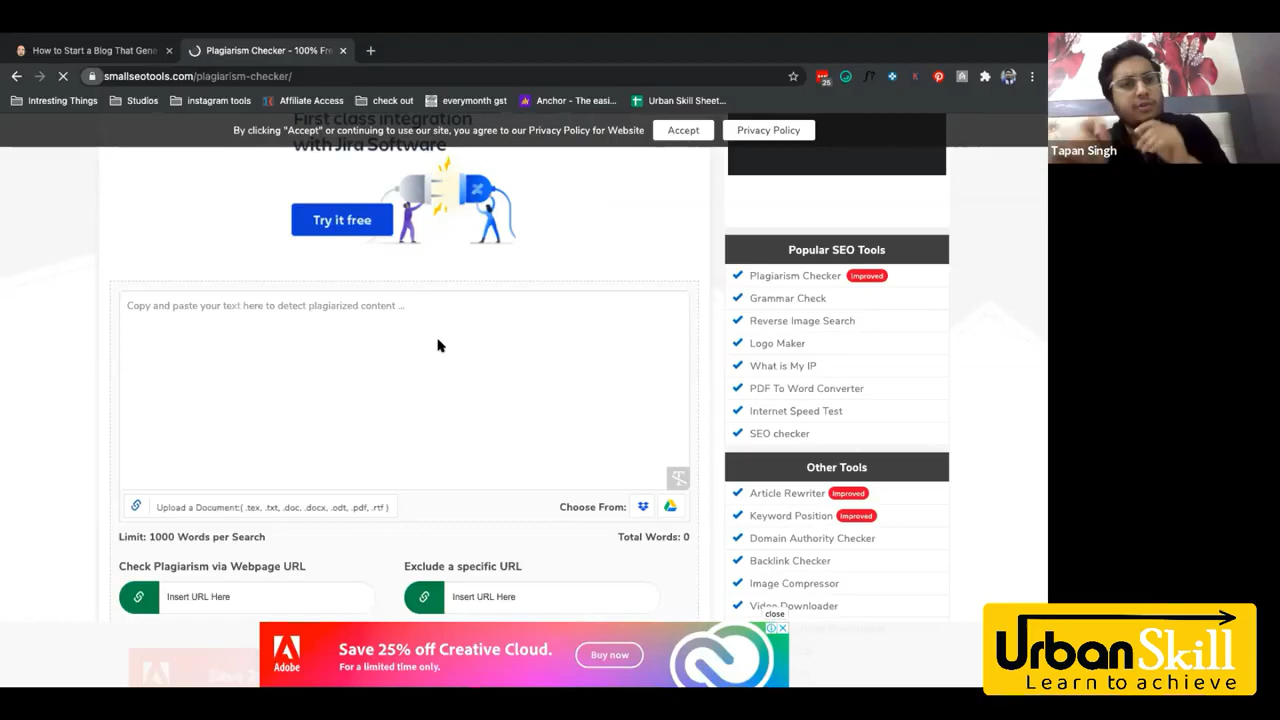 How to Start a Blog That Gene
Plagiarism Checker - 100% Fre
smallseotools.com/plagiarism-checker/
25
Intresting Things
Studios
instagram tools
Affiliate Access
check out
everymonth gst
Anchor - The easi...
Urban Skill Sheet...
By clicking "Accept" or continuing to use our site, you agree to our Privacy Policy for Website
Accept
Privacy Policy
First class integration
with Jira Software
Try it free
Copy and paste your text here to detect plagiarized content ...
Upload a Document:( .tex, .txt, .doc, .docx, .odt, .pdf, .rtf )
Choose From:
Limit: 1000 Words per Search
Total Words: 0
Check Plagiarism via Webpage URL
Exclude a specific URL
Insert URL Here
Insert URL Here
Popular SEO Tools
Plagiarism Checker Improved
Grammar Check
Reverse Image Search
Logo Maker
What is My IP
PDF To Word Converter
Internet Speed Test
SEO checker
Other Tools
Article Rewriter Improved
Keyword Position Improved
Domain Authority Checker
Backlink Checker
Image Compressor
Video Downloader
close
Adobe
Save 25% off Creative Cloud.
For a limited time only.
Buy now
Tapan Singh
Urban Skill
Learn to achieve